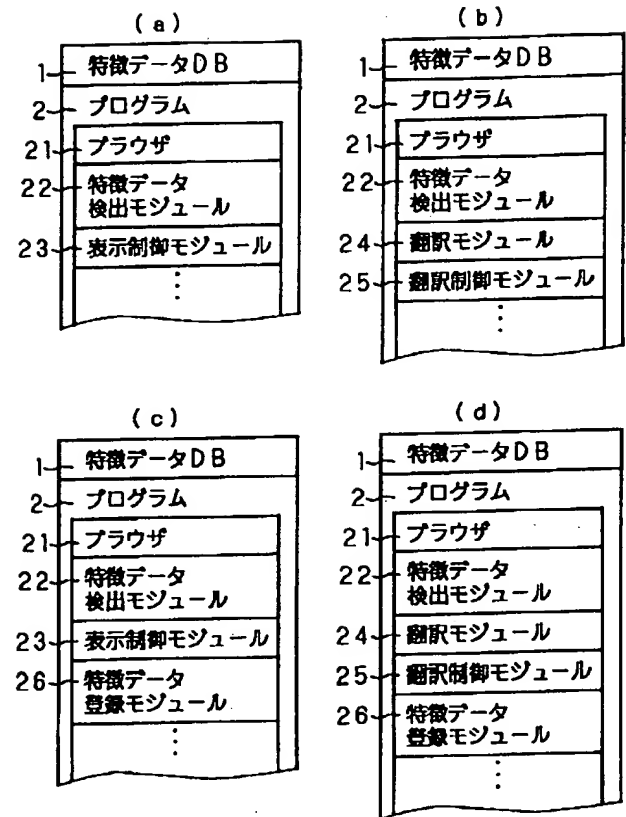 (a)
1 特徴データDB
2 プログラム
21 ブラウザ
22 特徴データ
検出モジュール
23 表示制御モジュール
(b)
1 特徴データDB
2 プログラム
21 ブラウザ
22 特徴データ
検出モジュール
24 翻訳モジュール
25 翻訳制御モジュール
(c)
1 特徴データDB
2 プログラム
21 ブラウザ
22 特徴データ
検出モジュール
23 表示制御モジュール
26 特徴データ
登録モジュール
(d)
1 特徴データDB
2 プログラム
21 ブラウザ
22 特徴データ
検出モジュール
24 翻訳モジュール
25 翻訳制御モジュール
26 特徴データ
登録モジュール